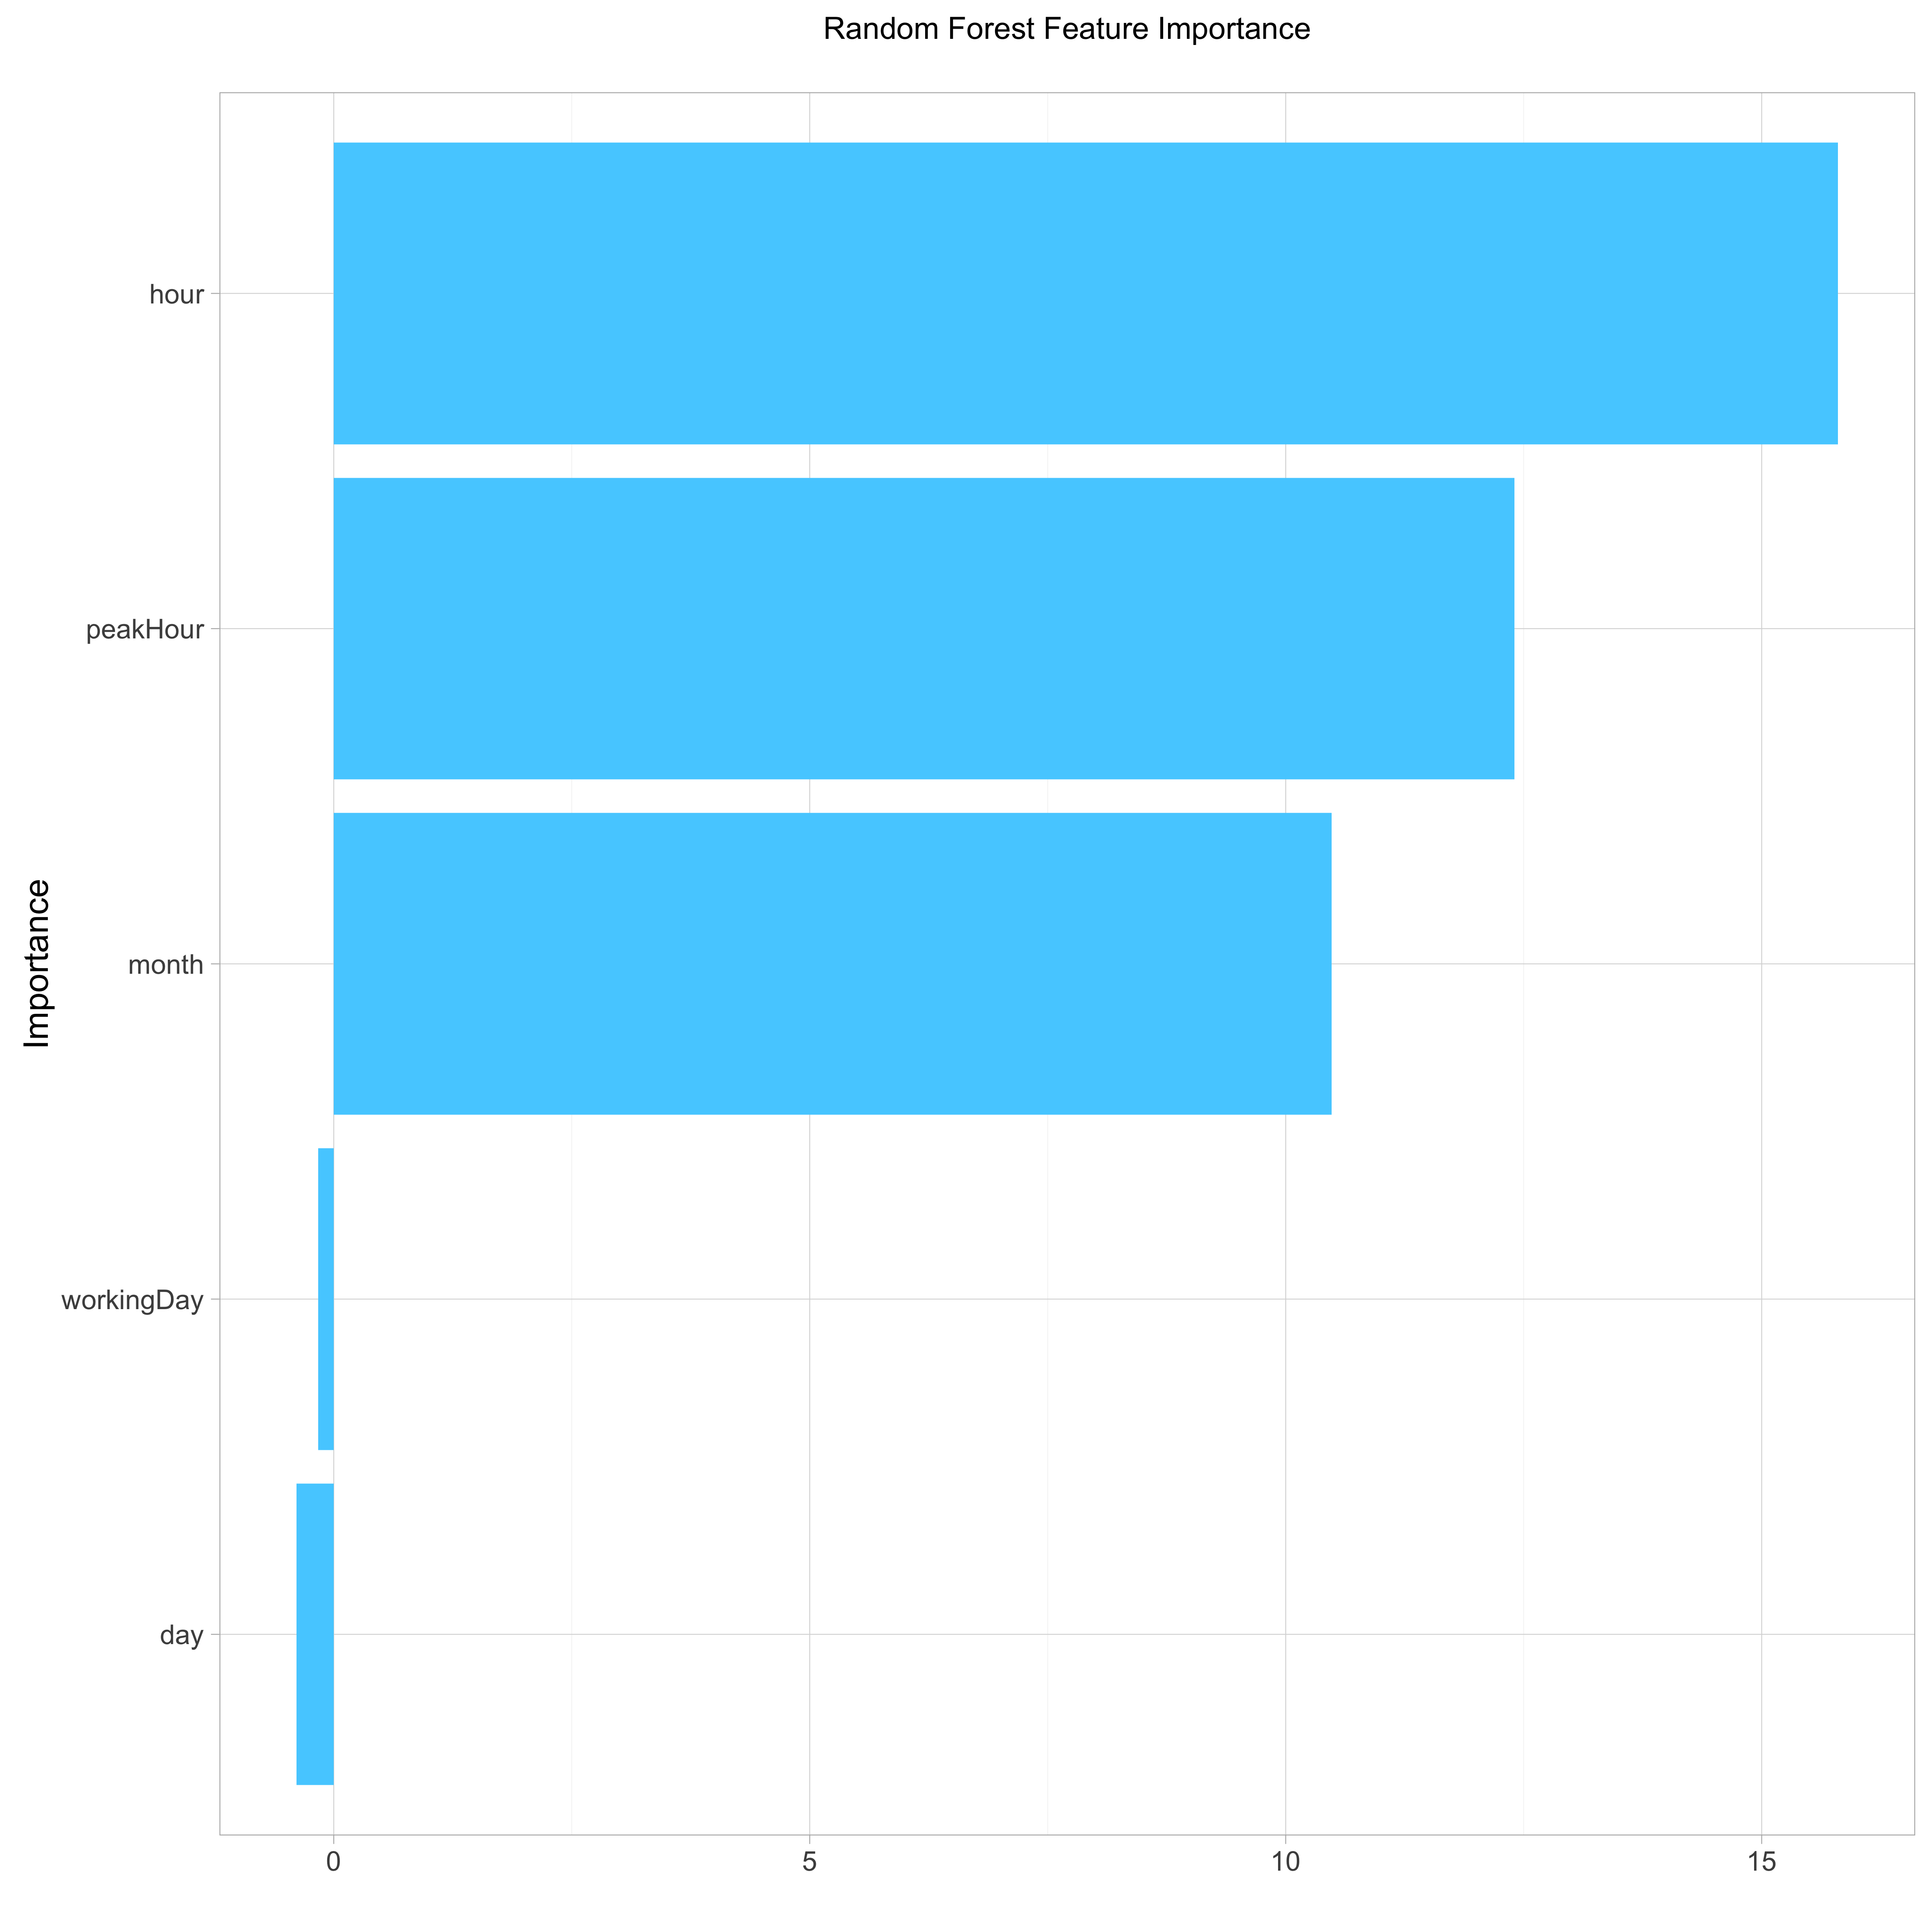 Random Forest Feature Importance
Importance
hour
peakHour
month
workingDay
day
0 5 10 15